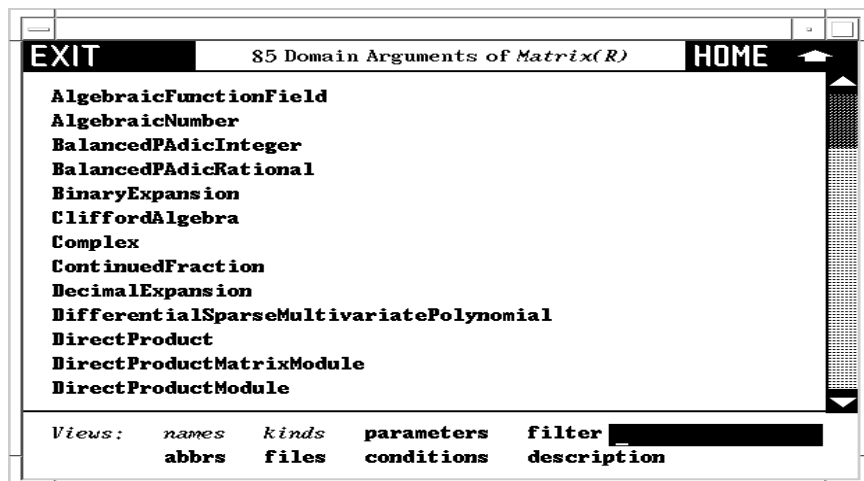 EXIT 85 Domain Arguments of Matrix(R) HOME
AlgebraicFunctionField
AlgebraicNumber
BalancedPAdicInteger
BalancedPAdicRational
BinaryExpansion
CliffordAlgebra
Complex
ContinuedFraction
DecimalExpansion
DifferentialSparseMultivariatePolynomial
DirectProduct
DirectProductMatrixModule
DirectProductModule
Views: names kinds parameters filter _
abbrs files conditions description